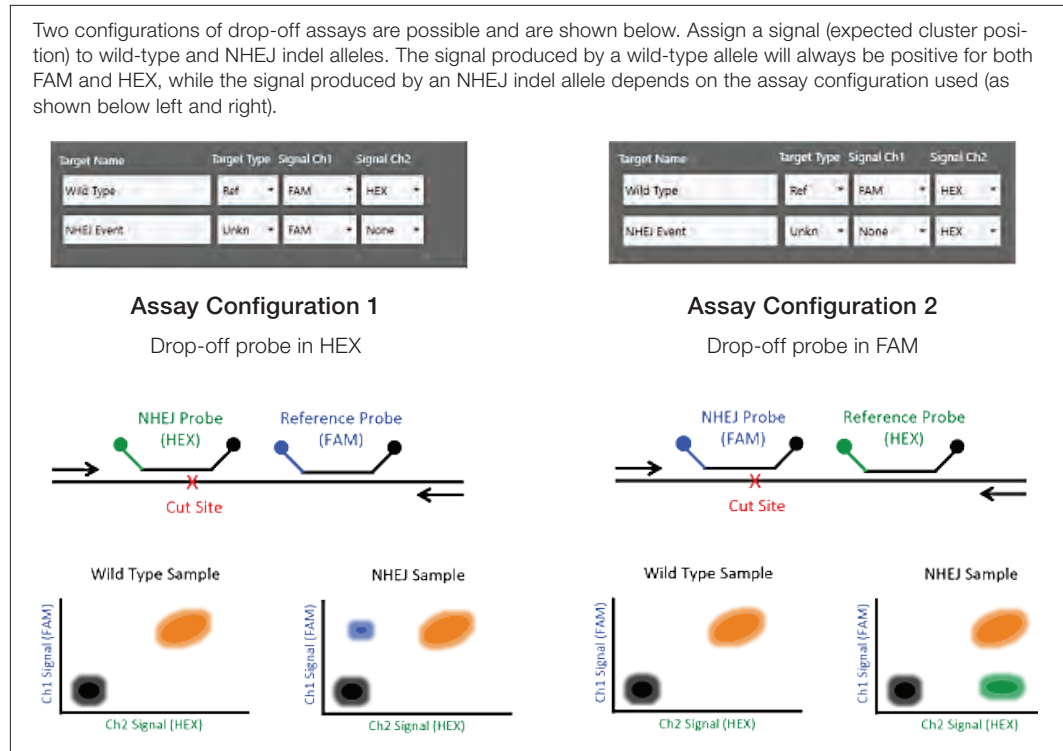 Two configurations of drop-off assays are possible and are shown below. Assign a signal (expected cluster posi-
tion) to wild-type and NHEJ indel alleles. The signal produced by a wild-type allele will always be positive for both
FAM and HEX, while the signal produced by an NHEJ indel allele depends on the assay configuration used (as
shown below left and right).
Target Name Target Type Signal Ch1 Signal Ch2
Wild Type Ref FAM HEX
NHEJ Event Unkn FAM None
Assay Configuration 1
Drop-off probe in HEX
NHEJ Probe
(HEX)
Reference Probe
(FAM)
Cut Site
Wild Type Sample
Ch1 Signal (FAM)
Ch2 Signal (HEX)
NHEJ Sample
Ch1 Signal (FAM)
Ch2 Signal (HEX)
Target Name Target Type Signal Ch1 Signal Ch2
Wild Type Ref FAM HEX
NHEJ Event Unkn None HEX
Assay Configuration 2
Drop-off probe in FAM
NHEJ Probe
(FAM)
Reference Probe
(HEX)
Cut Site
Wild Type Sample
Ch1 Signal (FAM)
Ch2 Signal (HEX)
NHEJ Sample
Ch1 Signal (FAM)
Ch2 Signal (HEX)